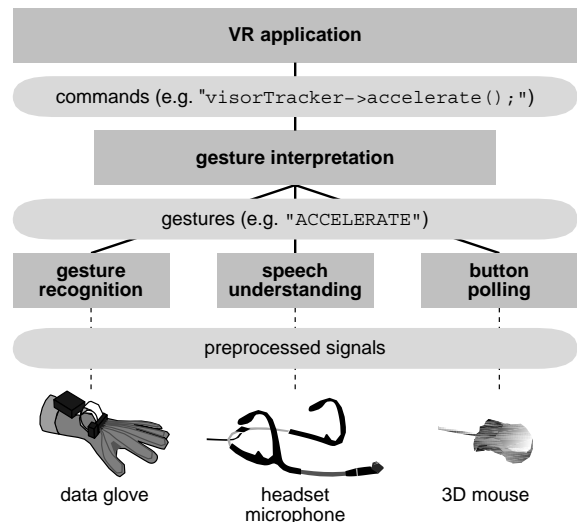 VR application
commands (e.g. "visorTracker->accelerate();")
gesture interpretation
gestures (e.g. "ACCELERATE")
gesture
recognition
speech
understanding
button
polling
preprocessed signals
data glove
headset
microphone
3D mouse